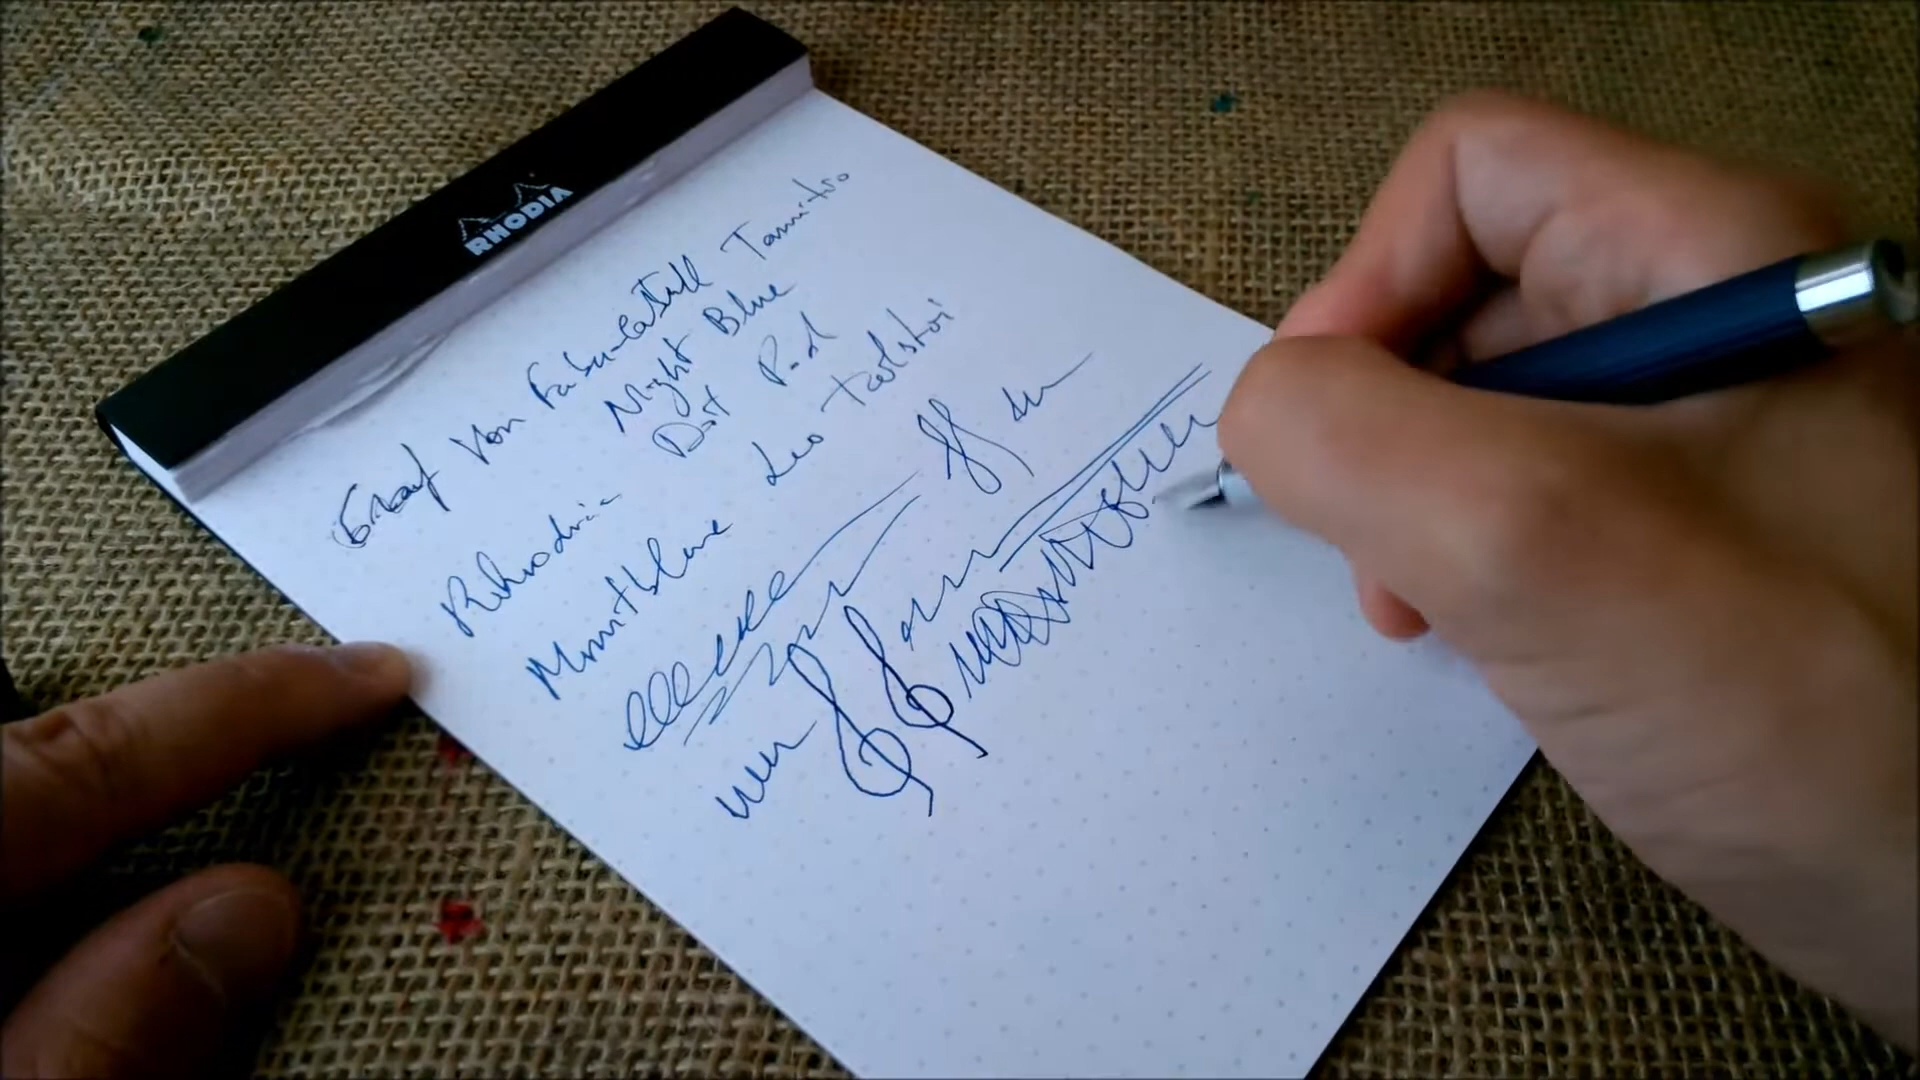 RHODIA
Graf Von Faber-Castell Tamitio
Night Blue
Rhodia Dot Pad
Montblanc Leo Tolstoi